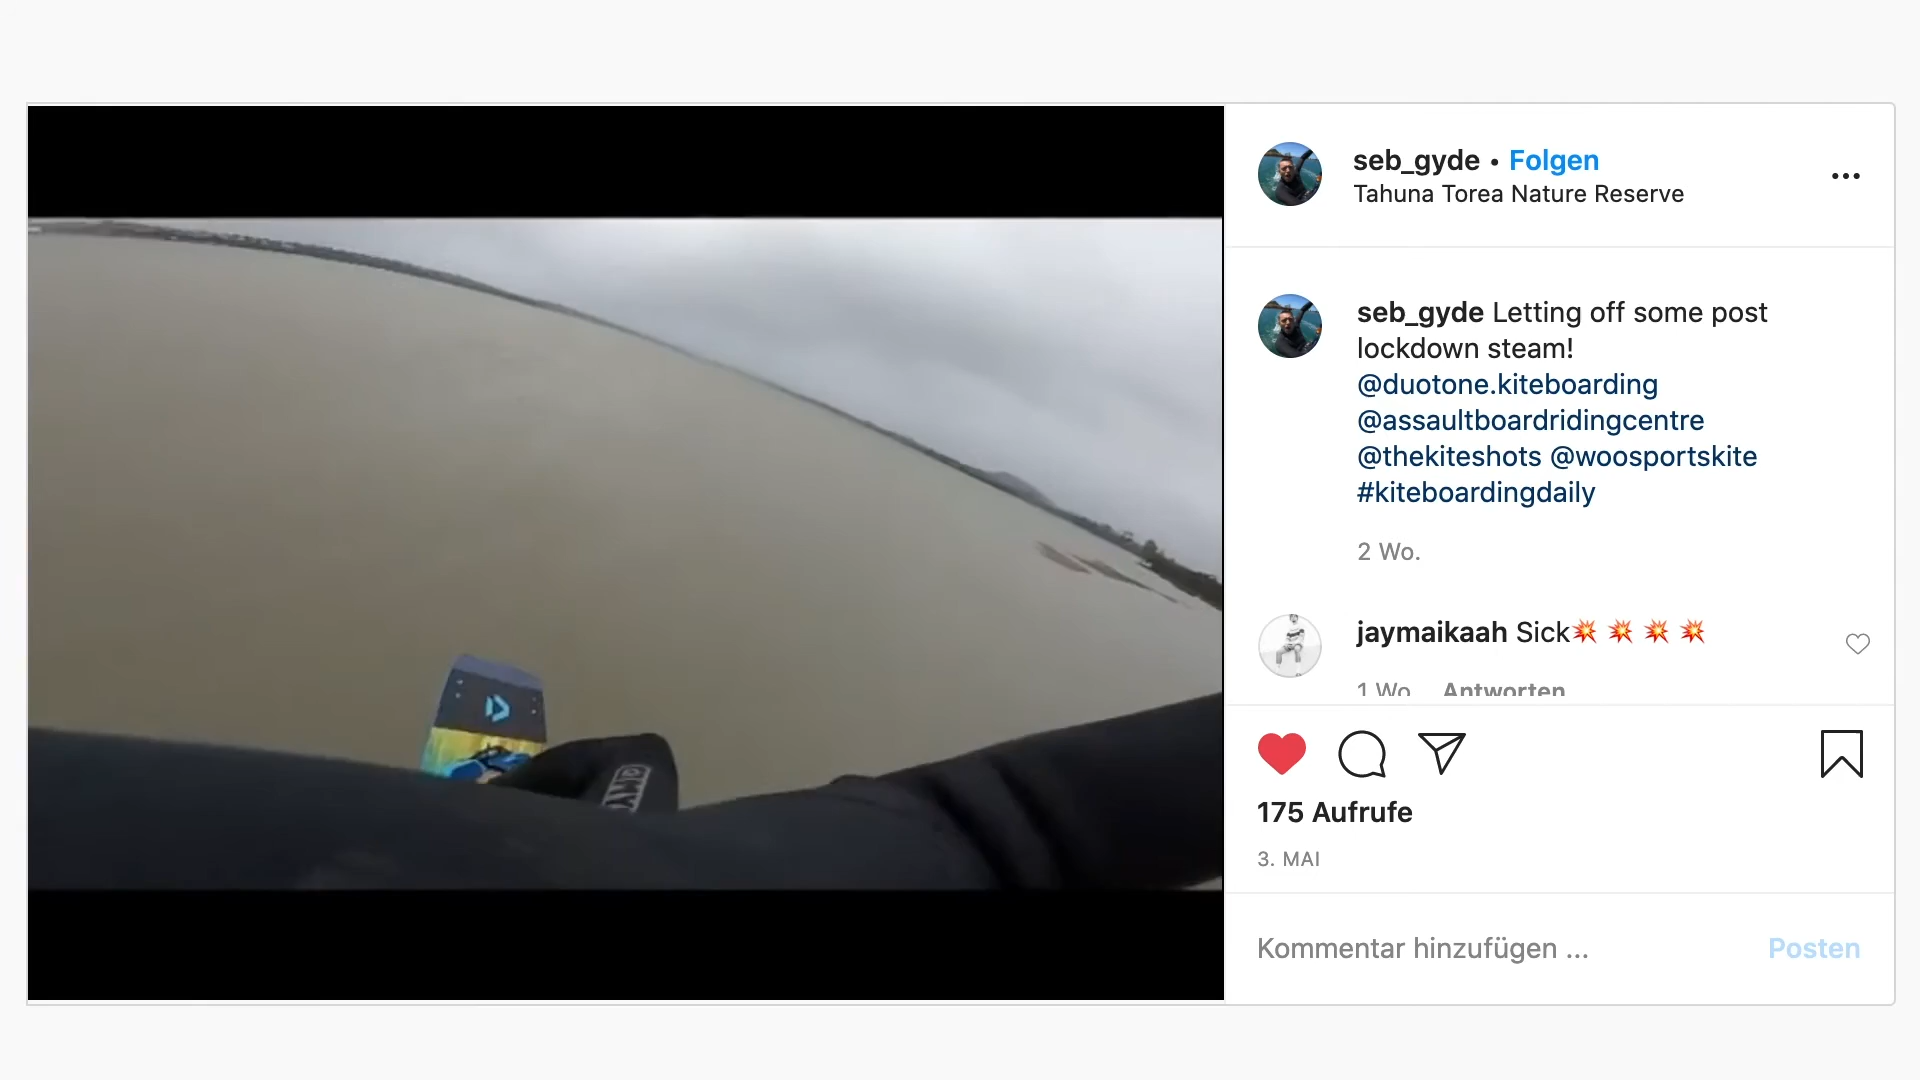 seb_gyde • Folgen
Tahuna Torea Nature Reserve
seb_gyde Letting off some post
lockdown steam!
@duotone.kiteboarding
@assaultboardridingcentre
@thekiteshots @woosportskite
#kiteboardingdaily
2 Wo.
jaymaikaah Sick💥 💥 💥 💥
1 Wo. Antworten
175 Aufrufe
3. MAI
Kommentar hinzufügen ...
Posten